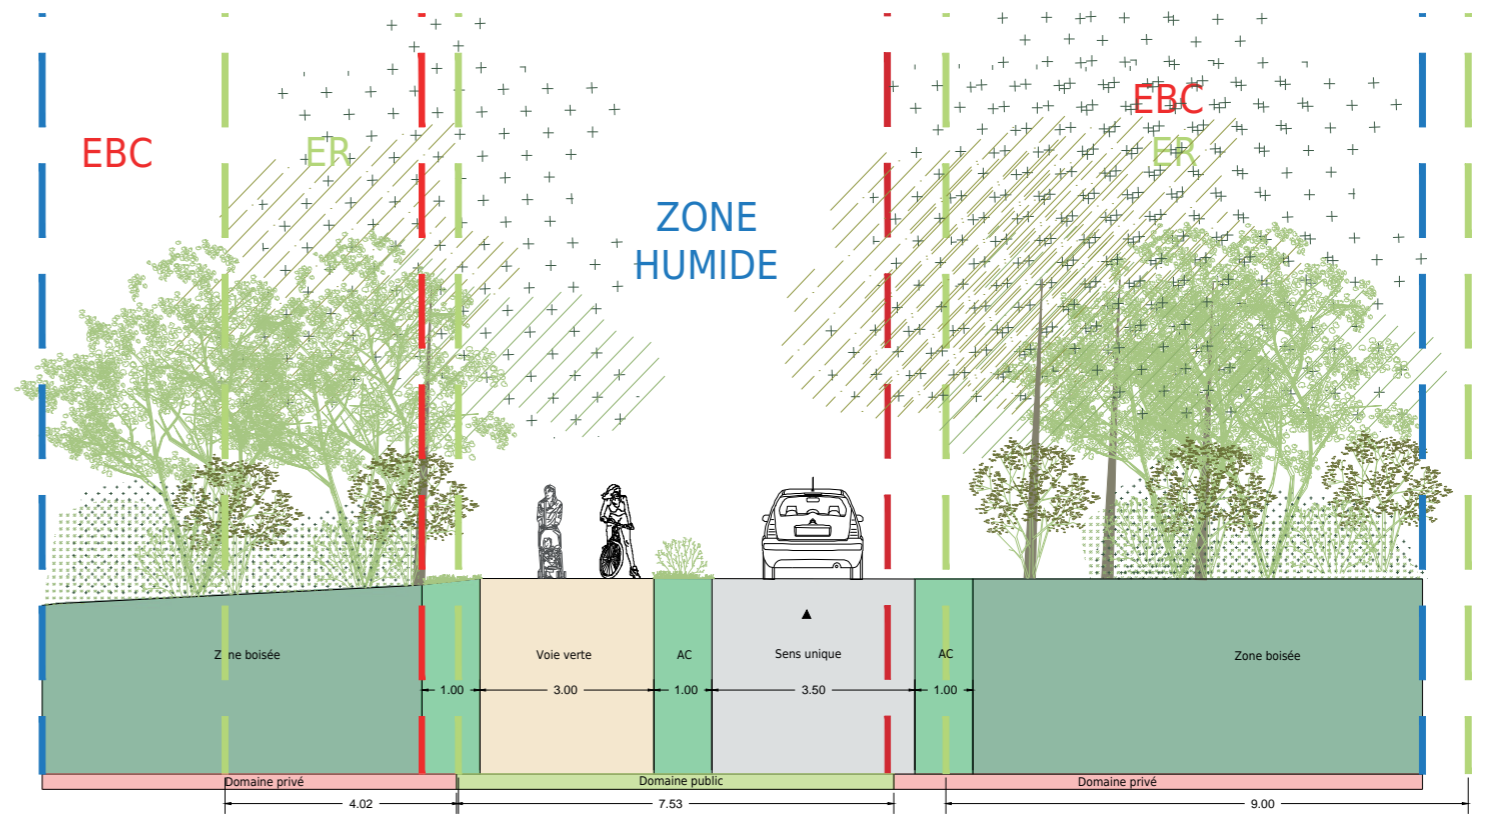 EBC
EBC
ER
ER
ZONE
HUMIDE
Zone boisée
Voie verte
AC
Sens unique
AC
Zone boisée
1.00
3.00
1.00
3.50
1.00
Domaine privé
Domaine public
Domaine privé
4.02
7.53
9.00